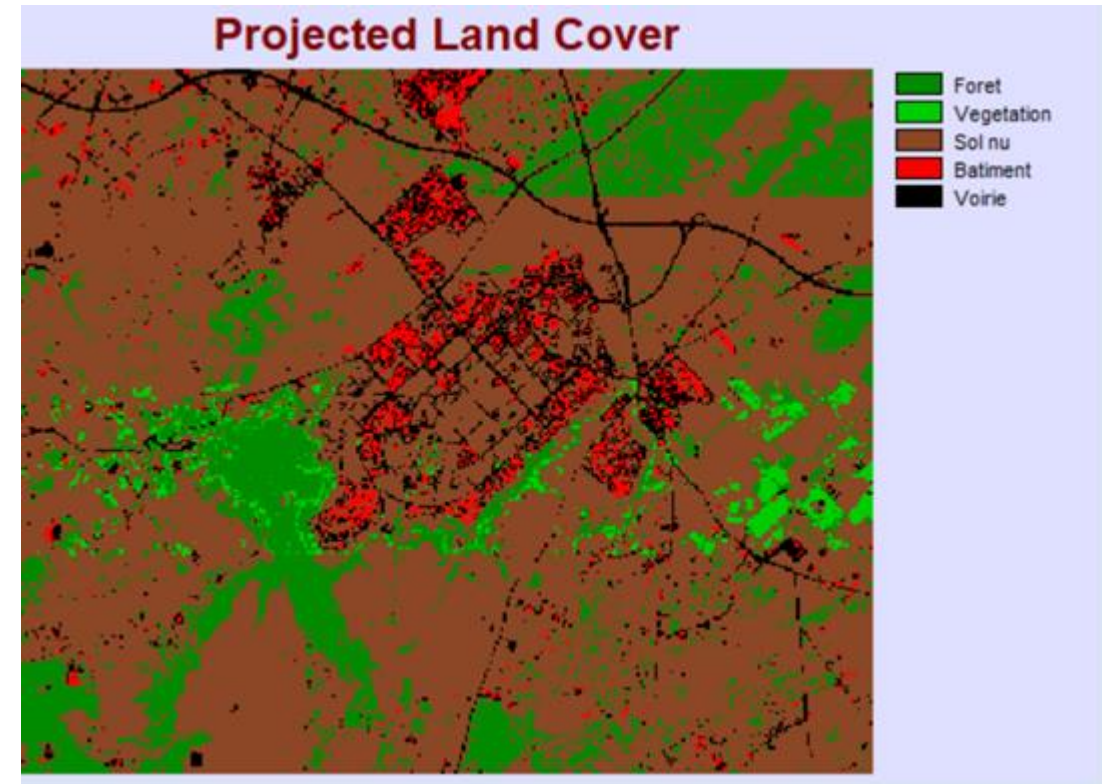 Projected Land Cover
Foret
Vegetation
Sol nu
Batiment
Voirie